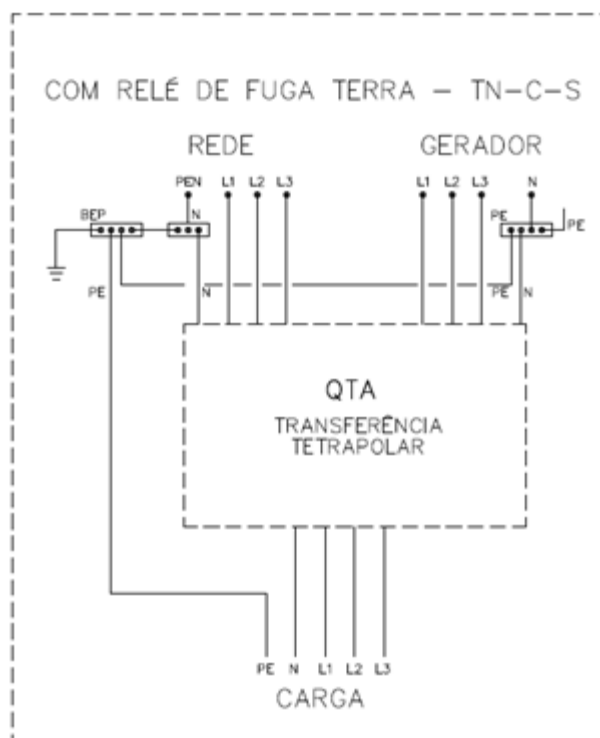 COM RELÉ DE FUGA TERRA - TN-C-S
REDE
GERADOR
PEN L1 L2 L3
L1 L2 L3 N
BEP
N
PE
PE
PE
N
PE
N
QTA
TRANSFERÊNCIA
TETRAPOLAR
PE N L1 L2 L3
CARGA